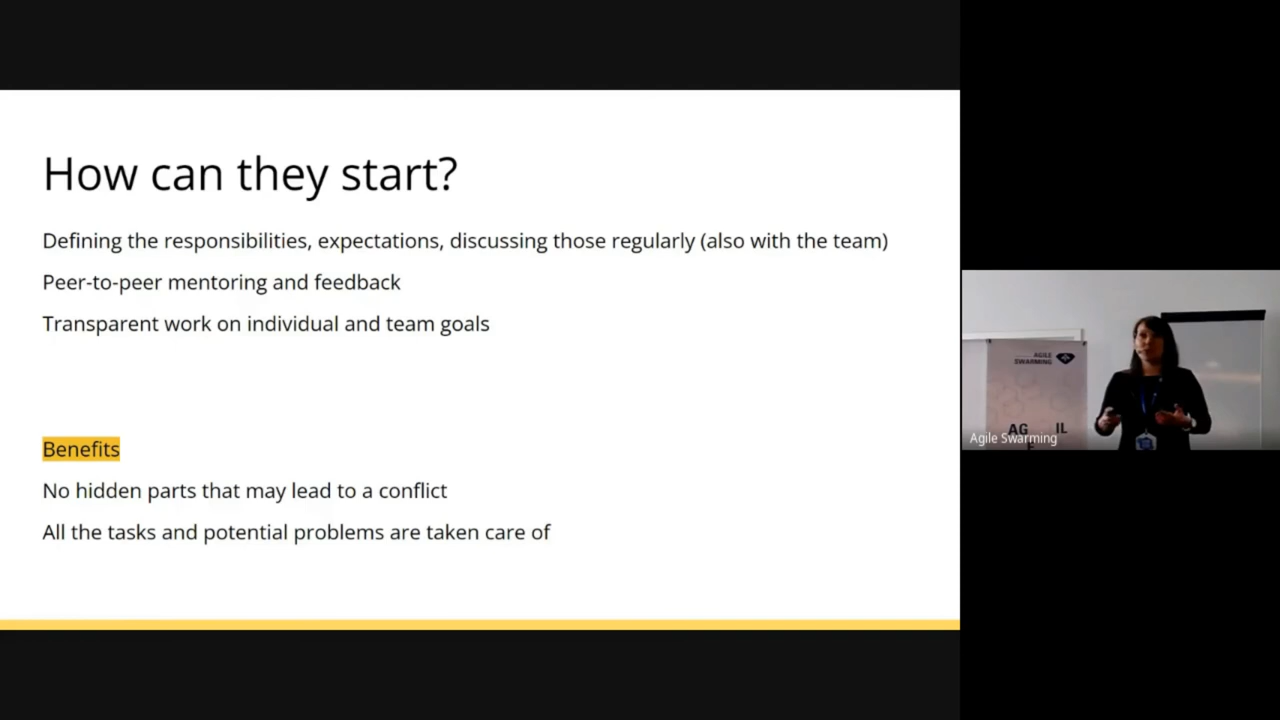 How can they start?
Defining the responsibilities, expectations, discussing those regularly (also with the team)
Peer-to-peer mentoring and feedback
Transparent work on individual and team goals
Benefits
No hidden parts that may lead to a conflict
All the tasks and potential problems are taken care of
AGILE
SWARMING
AG IL
E
Agile Swarming